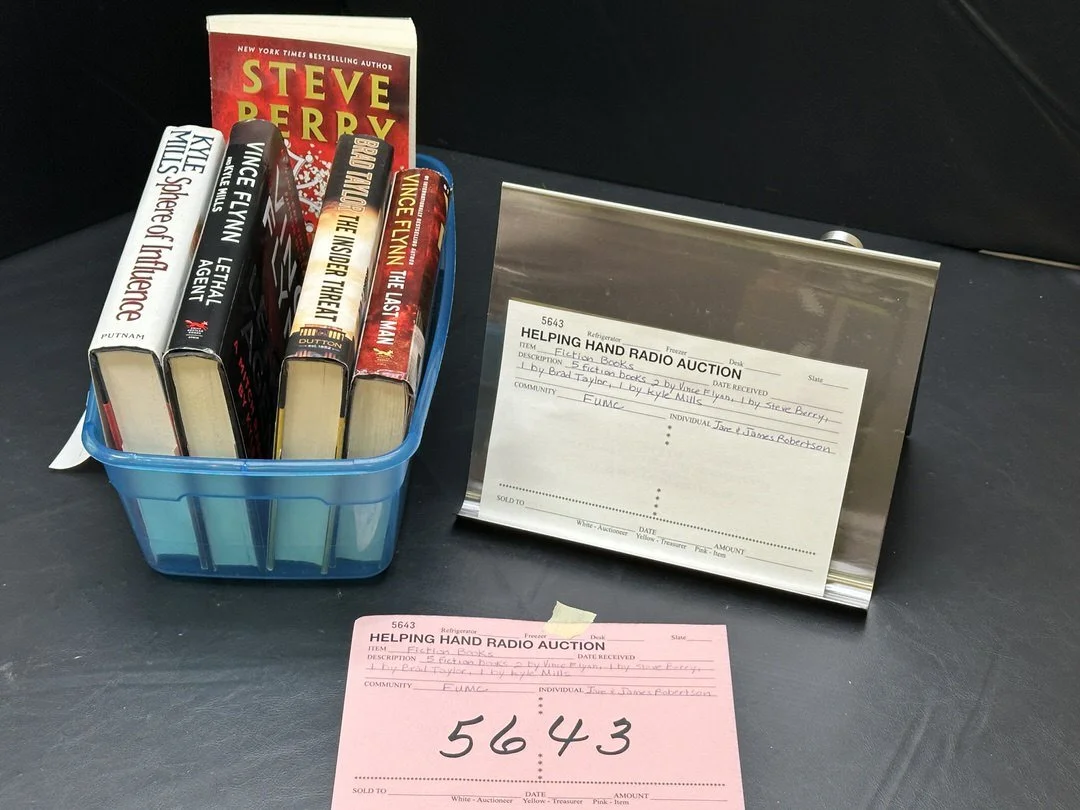 NEW YORK TIMES BESTSELLING AUTHOR
STEVE
BERRY
KYLE
MILLS
Sphere of Influence
PUTNAM
VINCE FLYNN
KYLE MILLS
LETHAL
AGENT
BRAD TAYLOR
THE INSIDER THREAT
DUTTON
EST. 1864
#1 INTERNATIONALLY BESTSELLING AUTHOR
VINCE FLYNN THE LAST MAN
5643
Refrigerator Freezer Desk Slate
HELPING HAND RADIO AUCTION
ITEM Fiction Books DATE RECEIVED
DESCRIPTION 5 fiction books 2 by Vince Flynn, 1 by Steve Berry,
1 by Brad Taylor, 1 by Kyle Mills
COMMUNITY FUMC INDIVIDUAL Jane & James Robertson
SOLD TO DATE AMOUNT
White - Auctioneer Yellow - Treasurer Pink - Item
5643
Refrigerator Freezer Desk Slate
HELPING HAND RADIO AUCTION
ITEM Fiction Books DATE RECEIVED
DESCRIPTION 5 fiction books 2 by Vince Flynn, 1 by Steve Berry,
1 by Brad Taylor, 1 by Kyle Mills
COMMUNITY FUMC INDIVIDUAL Jane & James Robertson
5643
SOLD TO DATE AMOUNT
White - Auctioneer Yellow - Treasurer Pink - Item